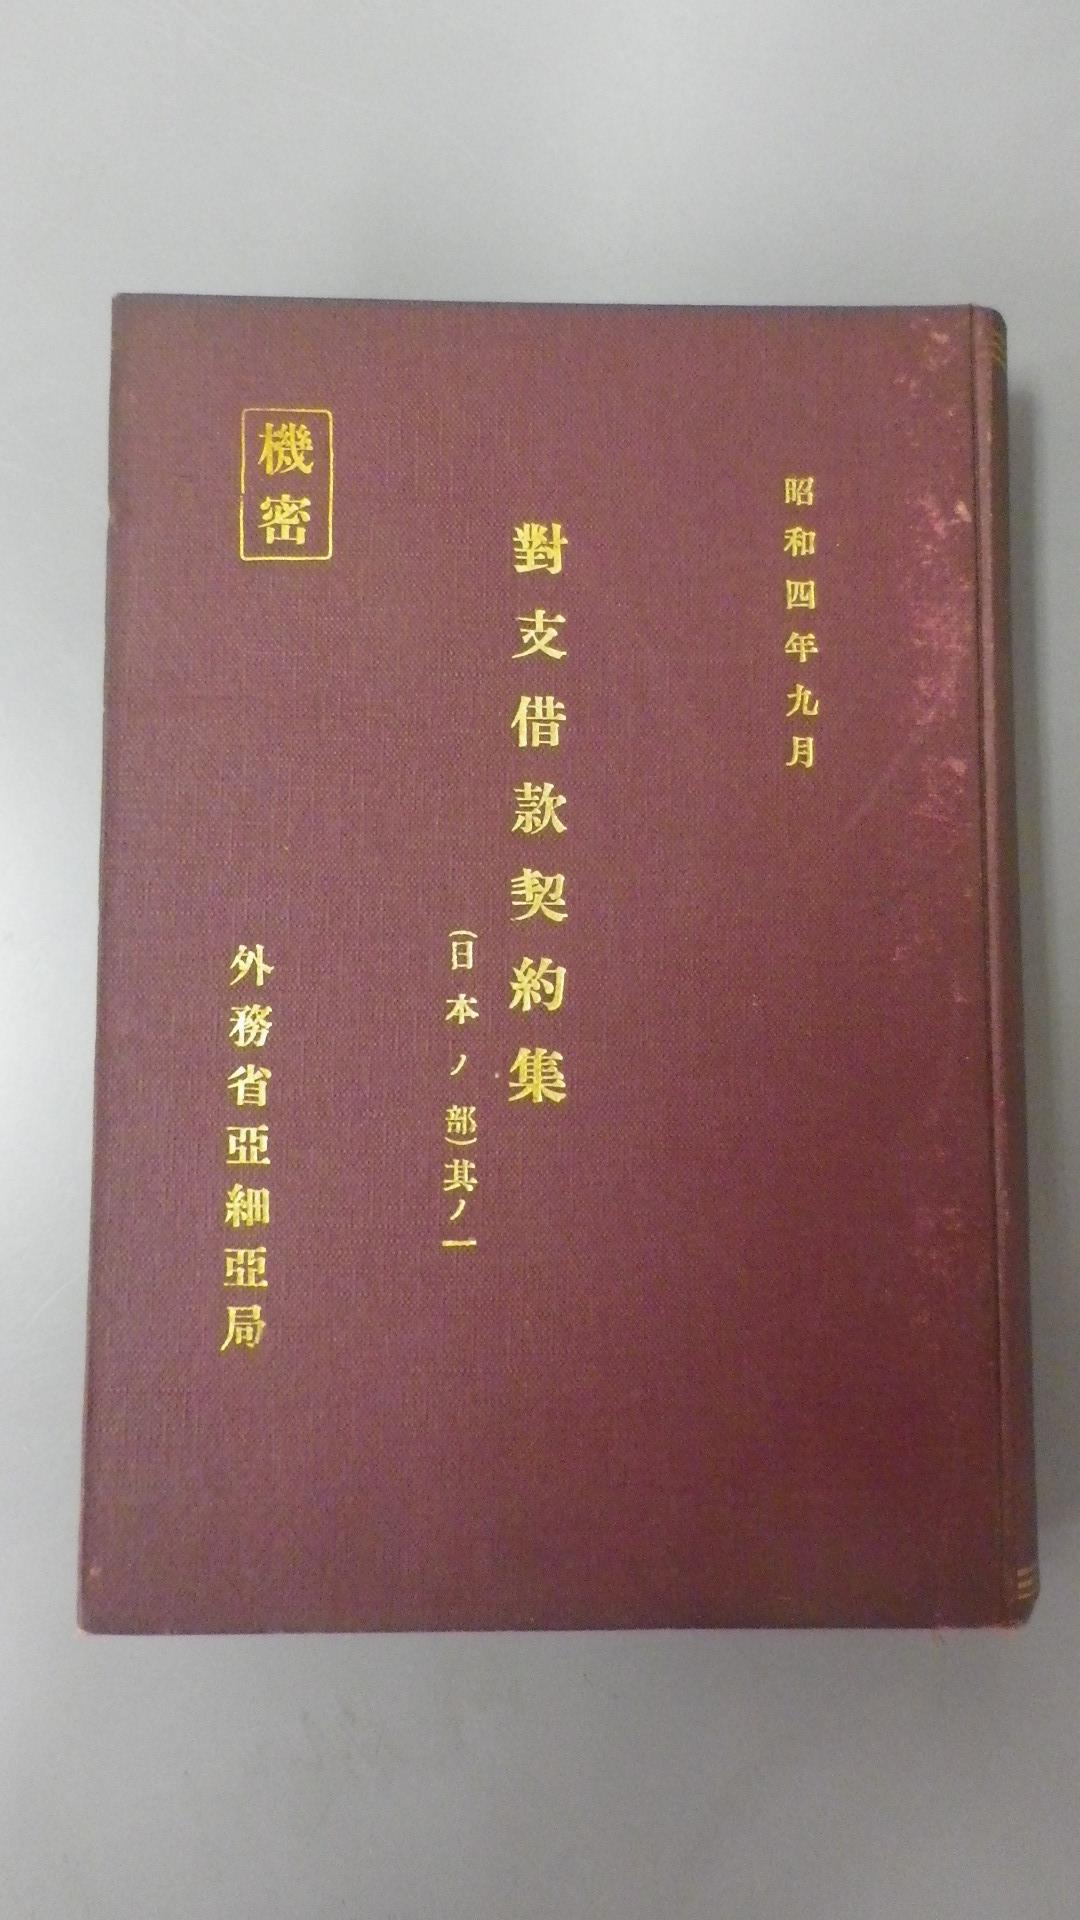 昭和四年九月
對支借款契約集
(日本ノ部)其ノ一
機密
外務省亞細亞局